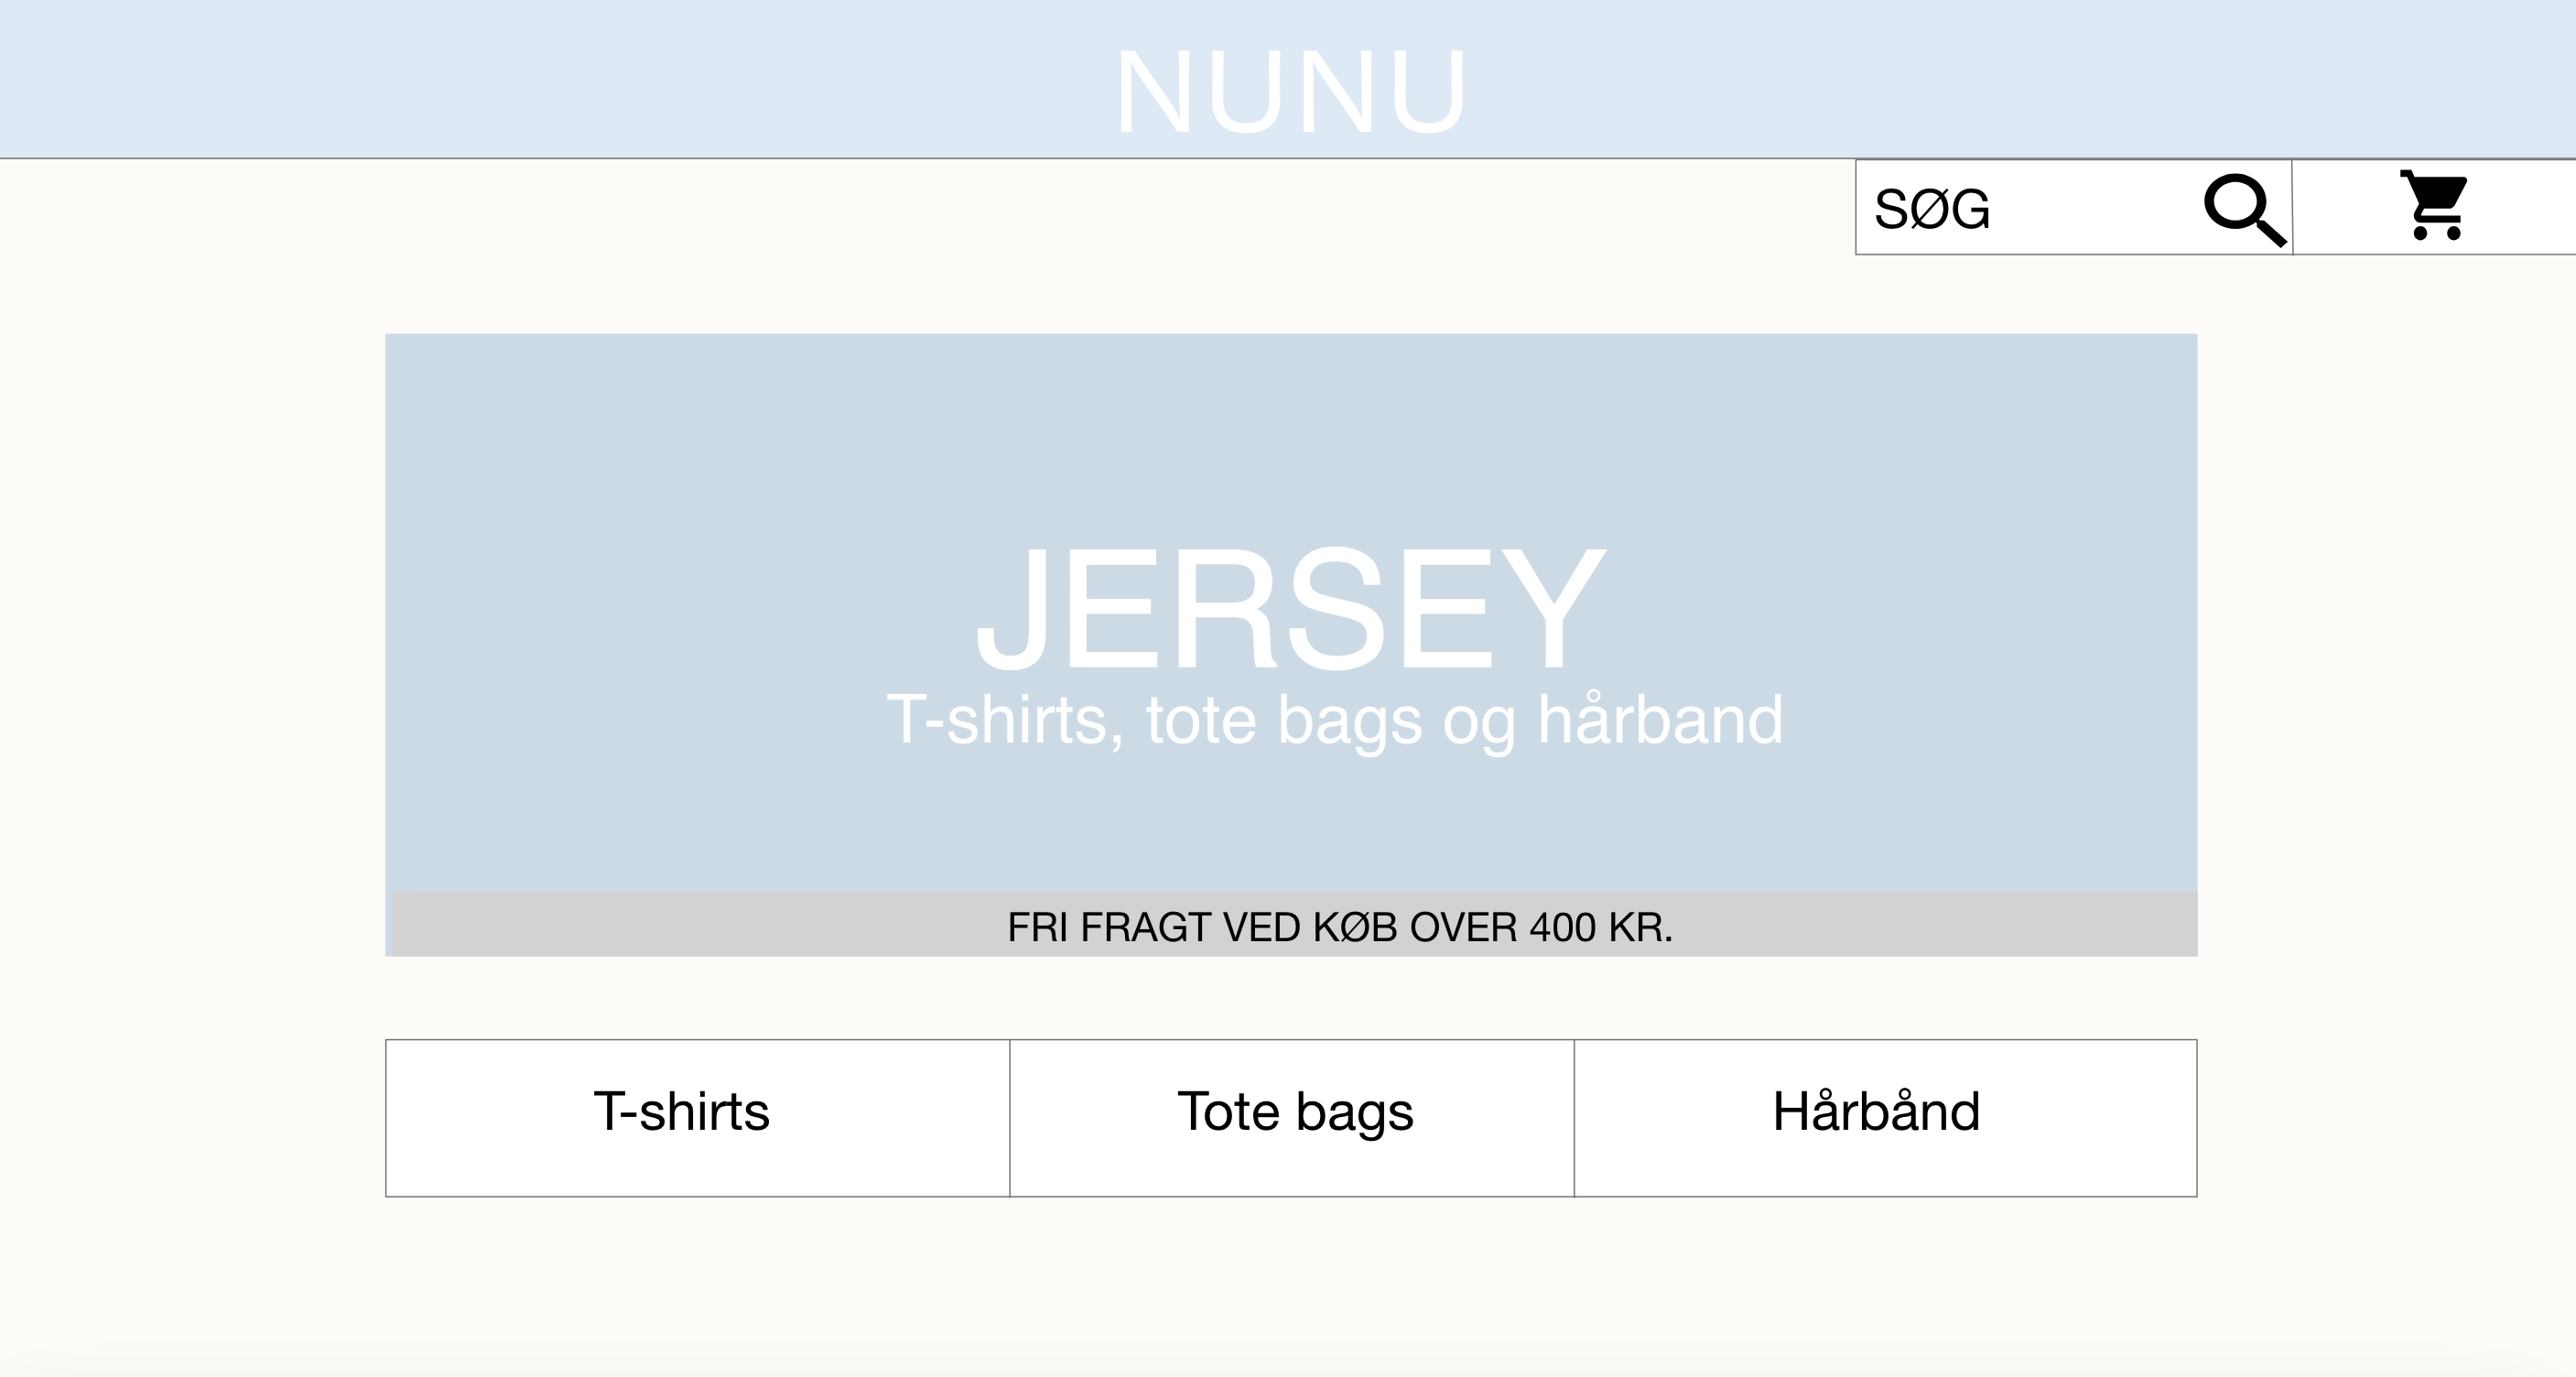 NUNU
SØG
JERSEY
T-shirts, tote bags og hårband
FRI FRAGT VED KØB OVER 400 KR.
T-shirts
Tote bags
Hårbånd